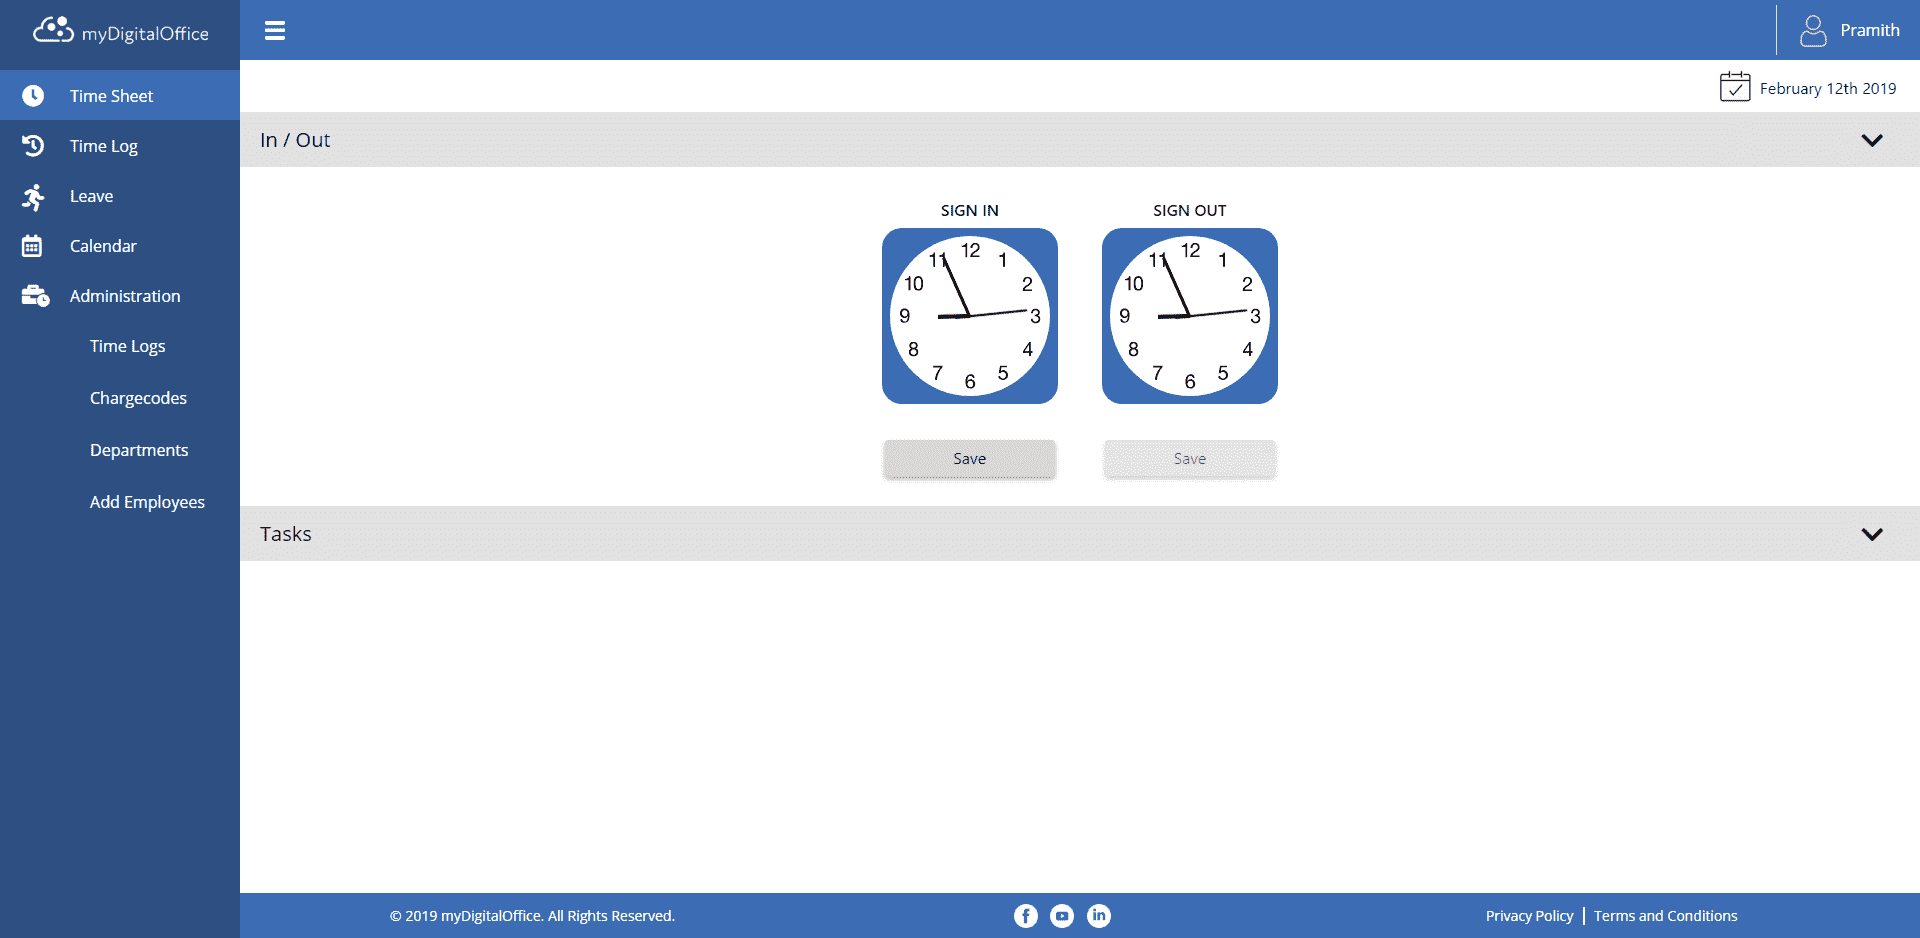 myDigitalOffice
Pramith
Time Sheet
Time Log
Leave
Calendar
Administration
Time Logs
Chargecodes
Departments
Add Employees
February 12th 2019
In / Out
SIGN IN
SIGN OUT
12
1
2
3
4
5
6
7
8
9
10
11
12
1
2
3
4
5
6
7
8
9
10
11
Save
Save
Tasks
© 2019 myDigitalOffice. All Rights Reserved.
f
in
Privacy Policy | Terms and Conditions